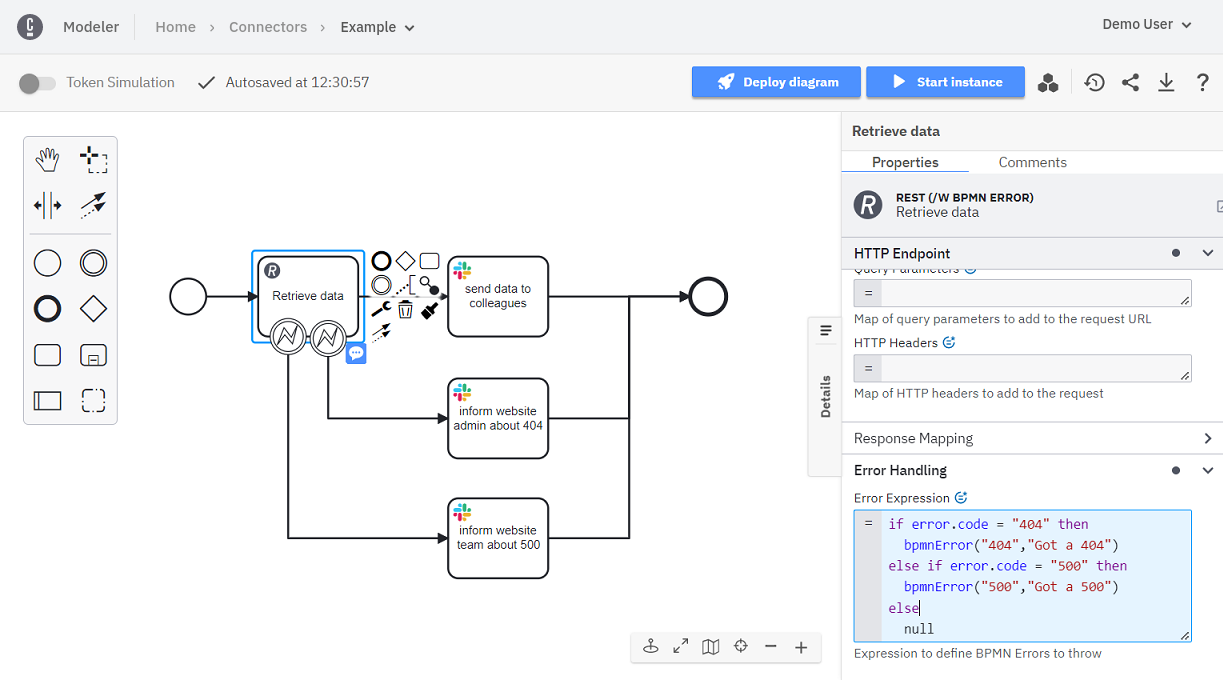 Modeler
Home › Connectors › Example
Demo User
Token Simulation
Autosaved at 12:30:57
Deploy diagram
Start instance
?
Retrieve data
send data to
colleagues
inform website
admin about 404
inform website
team about 500
Details
Retrieve data
Properties
Comments
R
REST (/W BPMN ERROR)
Retrieve data
HTTP Endpoint
Query Parameters
=
Map of query parameters to add to the request URL
HTTP Headers
=
Map of HTTP headers to add to the request
Response Mapping
Error Handling
Error Expression
= if error.code = "404" then
bpmnError("404","Got a 404")
else if error.code = "500" then
bpmnError("500","Got a 500")
else
null
Expression to define BPMN Errors to throw